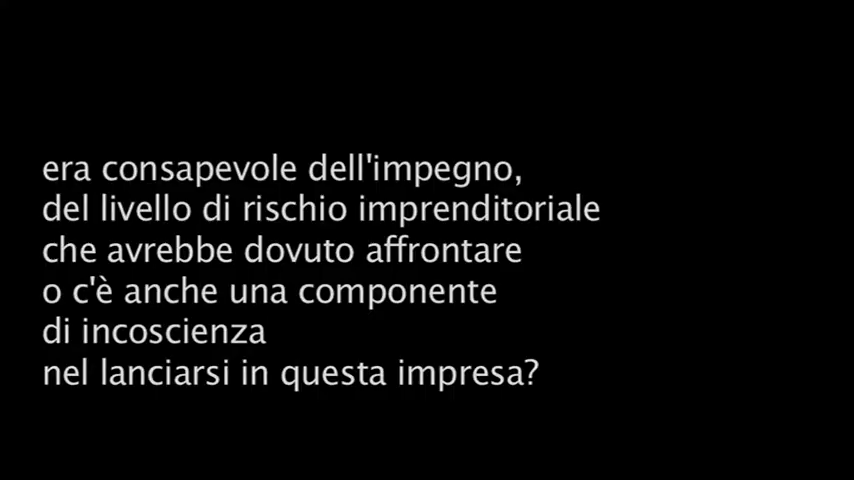 era consapevole dell'impegno,
del livello di rischio imprenditoriale
che avrebbe dovuto affrontare
o c'è anche una componente
di incoscienza
nel lanciarsi in questa impresa?